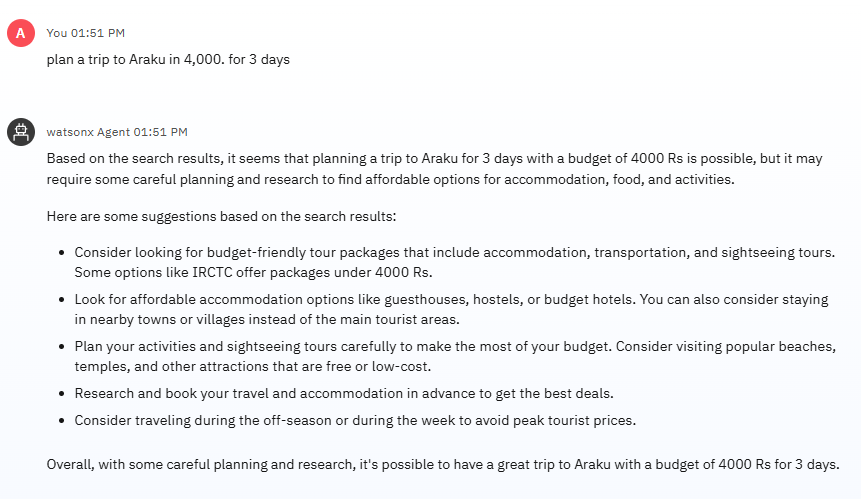 A
You 01:51 PM
plan a trip to Araku in 4,000. for 3 days
watsonx Agent 01:51 PM
Based on the search results, it seems that planning a trip to Araku for 3 days with a budget of 4000 Rs is possible, but it may
require some careful planning and research to find affordable options for accommodation, food, and activities.
Here are some suggestions based on the search results:
• Consider looking for budget-friendly tour packages that include accommodation, transportation, and sightseeing tours.
Some options like IRCTC offer packages under 4000 Rs.
• Look for affordable accommodation options like guesthouses, hostels, or budget hotels. You can also consider staying
in nearby towns or villages instead of the main tourist areas.
• Plan your activities and sightseeing tours carefully to make the most of your budget. Consider visiting popular beaches,
temples, and other attractions that are free or low-cost.
• Research and book your travel and accommodation in advance to get the best deals.
• Consider traveling during the off-season or during the week to avoid peak tourist prices.
Overall, with some careful planning and research, it's possible to have a great trip to Araku with a budget of 4000 Rs for 3 days.